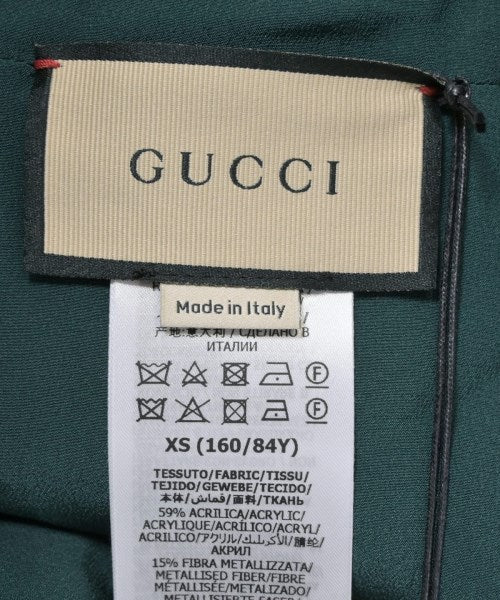 GUCCI
Made in Italy
产地:意大利 / СДЕЛАНО В
ИТАЛИИ
XS (160/84Y)
TESSUTO/FABRIC/TISSU/
TEJIDO/GEWEBE/TECIDO/
本体/قماش/面料/ТКАНЬ
59% ACRILICA/ACRYLIC/
ACRYLIQUE/ACRÍLICO/ACRYL/
ACRILICO/アクリル/الأكريليك/腈纶/
АКРИЛ
15% FIBRA METALLIZZATA/
METALLISED FIBER/FIBRE